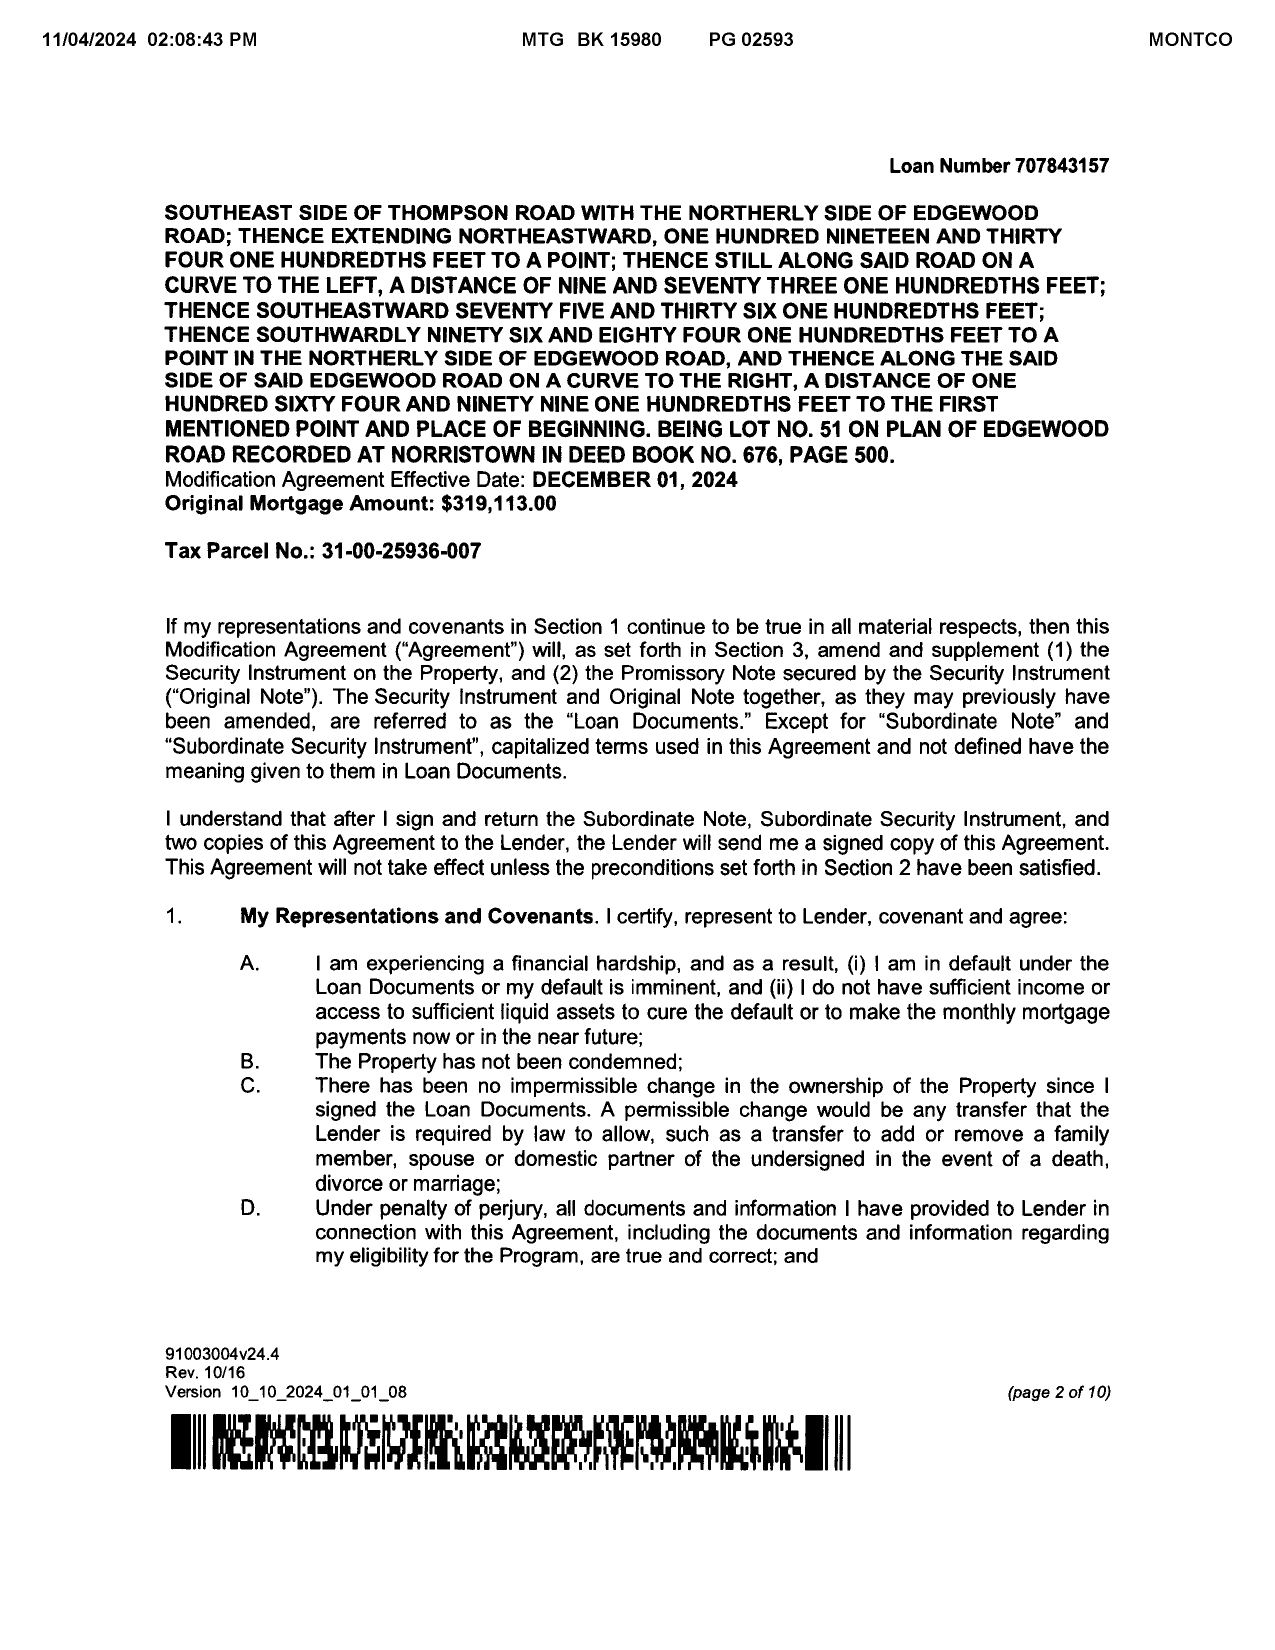 11/04/2024 02:08:43 PM MTG BK 15980 PG 02593 MONTCO
Loan Number 707843157
SOUTHEAST SIDE OF THOMPSON ROAD WITH THE NORTHERLY SIDE OF EDGEWOOD
ROAD; THENCE EXTENDING NORTHEASTWARD, ONE HUNDRED NINETEEN AND THIRTY
FOUR ONE HUNDREDTHS FEET TO A POINT; THENCE STILL ALONG SAID ROAD ON A
CURVE TO THE LEFT, A DISTANCE OF NINE AND SEVENTY THREE ONE HUNDREDTHS FEET;
THENCE SOUTHEASTWARD SEVENTY FIVE AND THIRTY SIX ONE HUNDREDTHS FEET;
THENCE SOUTHWARDLY NINETY SIX AND EIGHTY FOUR ONE HUNDREDTHS FEET TO A
POINT IN THE NORTHERLY SIDE OF EDGEWOOD ROAD, AND THENCE ALONG THE SAID
SIDE OF SAID EDGEWOOD ROAD ON A CURVE TO THE RIGHT, A DISTANCE OF ONE
HUNDRED SIXTY FOUR AND NINETY NINE ONE HUNDREDTHS FEET TO THE FIRST
MENTIONED POINT AND PLACE OF BEGINNING. BEING LOT NO. 51 ON PLAN OF EDGEWOOD
ROAD RECORDED AT NORRISTOWN IN DEED BOOK NO. 676, PAGE 500.
Modification Agreement Effective Date: DECEMBER 01, 2024
Original Mortgage Amount: $319,113.00
Tax Parcel No.: 31-00-25936-007
If my representations and covenants in Section 1 continue to be true in all material respects, then this
Modification Agreement (“Agreement”) will, as set forth in Section 3, amend and supplement (1) the
Security Instrument on the Property, and (2) the Promissory Note secured by the Security Instrument
(“Original Note”). The Security Instrument and Original Note together, as they may previously have
been amended, are referred to as the “Loan Documents.” Except for “Subordinate Note” and
“Subordinate Security Instrument”, capitalized terms used in this Agreement and not defined have the
meaning given to them in Loan Documents.
I understand that after I sign and return the Subordinate Note, Subordinate Security Instrument, and
two copies of this Agreement to the Lender, the Lender will send me a signed copy of this Agreement.
This Agreement will not take effect unless the preconditions set forth in Section 2 have been satisfied.
1. My Representations and Covenants. I certify, represent to Lender, covenant and agree:
A. I am experiencing a financial hardship, and as a result, (i) I am in default under the
Loan Documents or my default is imminent, and (ii) I do not have sufficient income or
access to sufficient liquid assets to cure the default or to make the monthly mortgage
payments now or in the near future;
B. The Property has not been condemned;
C. There has been no impermissible change in the ownership of the Property since I
signed the Loan Documents. A permissible change would be any transfer that the
Lender is required by law to allow, such as a transfer to add or remove a family
member, spouse or domestic partner of the undersigned in the event of a death,
divorce or marriage;
D. Under penalty of perjury, all documents and information I have provided to Lender in
connection with this Agreement, including the documents and information regarding
my eligibility for the Program, are true and correct; and
91003004v24.4
Rev. 10/16
Version 10_10_2024_01_01_08 (page 2 of 10)